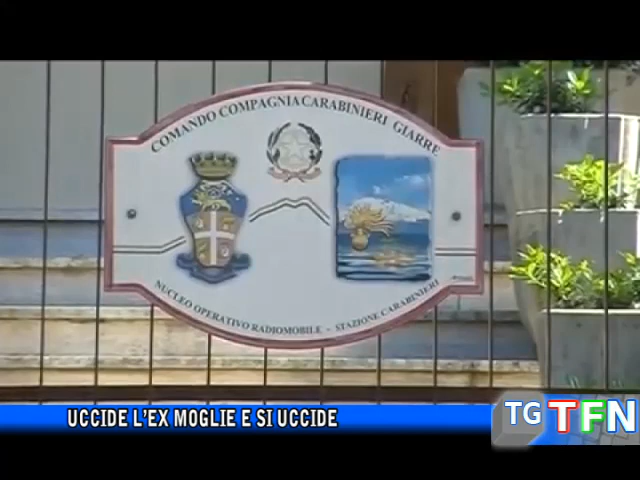 COMANDO COMPAGNIA CARABINIERI GIARRE
NUCLEO OPERATIVO RADIOMOBILE - STAZIONE CARABINIERI
UCCIDE L'EX MOGLIE E SI UCCIDE
TG TFN